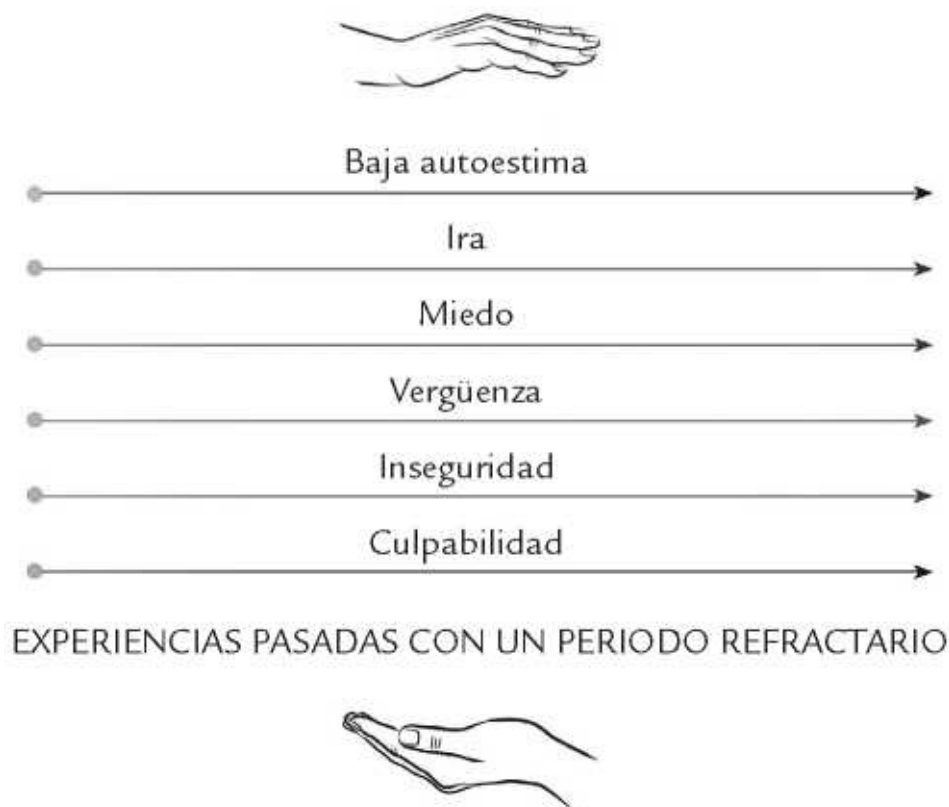 Baja autoestima
Ira
Miedo
Vergüenza
Inseguridad
Culpabilidad
EXPERIENCIAS PASADAS CON UN PERIODO REFRACTARIO